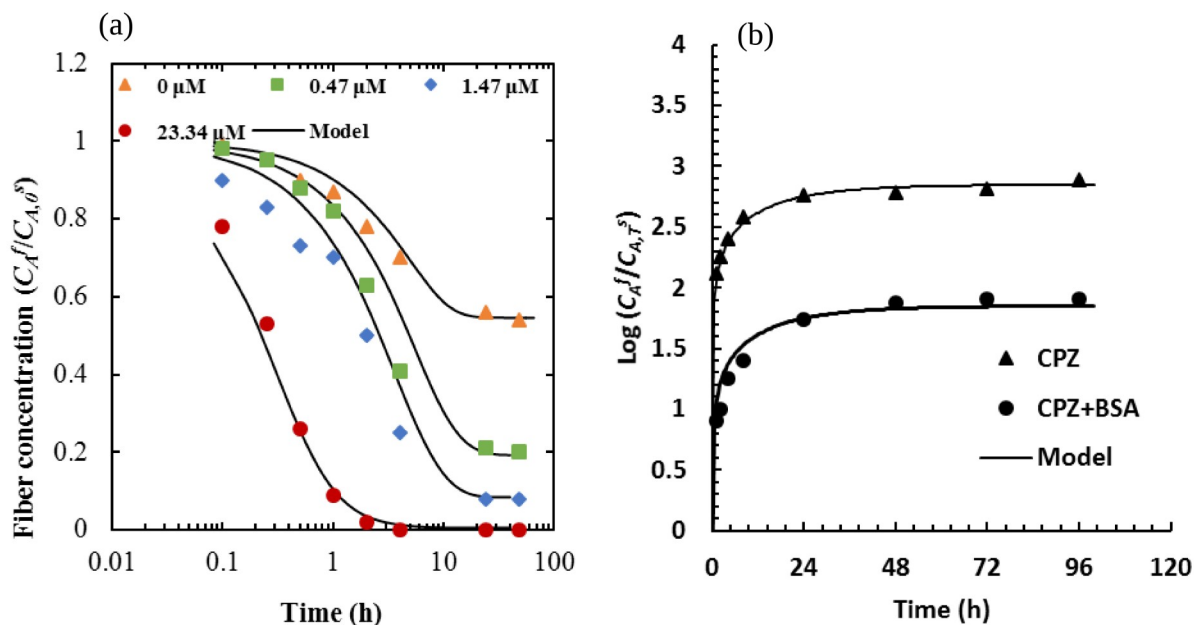 (a)
1.2
1
0.8
0.6
0.4
0.2
0
0 μM 0.47 μM 1.47 μM
23.34 μM Model
Fiber concentration (C_A^f/C_{A,0}^s)
0.01 0.1 1 10 100
Time (h)
(b)
4
3.5
3
2.5
2
1.5
1
0.5
0
Log (C_A^f/C_{A,T}^s)
CPZ
CPZ+BSA
Model
0 24 48 72 96 120
Time (h)